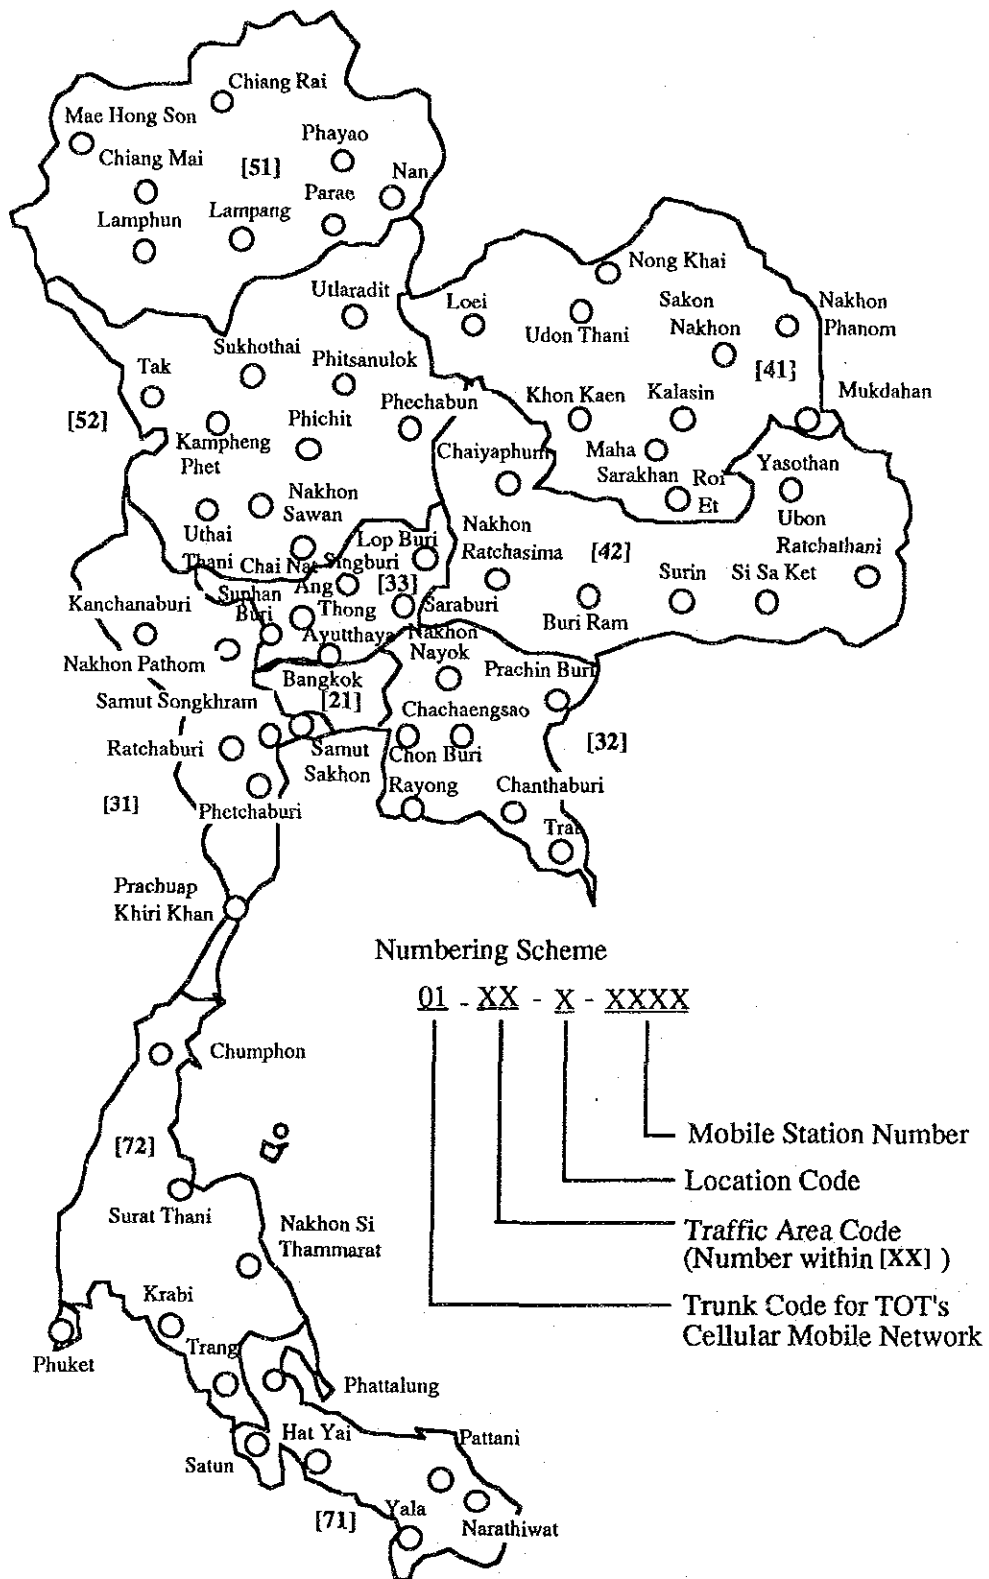 Chiang Rai
Mae Hong Son
Phayao
Chiang Mai
[51]
Nan
Parae
Lampang
Lamphun
Nong Khai
Utlaradit
Loei
Sakon
Nakhon
Nakhon
Phanom
Udon Thani
Sukhothai
Phitsanulok
Tak
[41]
Mukdahan
[52]
Phechabun
Khon Kaen
Kalasin
Phichit
Kampheng
Phet
Chaiyaphum
Maha
Sarakhan
Roi
Et
Yasothan
Nakhon
Sawan
Ubon
Ratchathani
Uthai
Thani
Nakhon
Ratchasima
Lop Buri
[42]
Chai Nat
Singburi
[33]
Surin
Si Sa Ket
Ang
Thong
Suphan
Buri
Saraburi
Kanchanaburi
Buri Ram
Ayutthaya
Nakhon
Nayok
Nakhon Pathom
Prachin Buri
Bangkok
[21]
Samut Songkhram
Chachaengsao
[32]
Ratchaburi
Samut
Sakhon
Chon Buri
Rayong
Chanthaburi
[31]
Phetchaburi
Trat
Prachuap
Khiri Khan
Numbering Scheme
01 - XX - X - XXXX
Chumphon
Mobile Station Number
[72]
Location Code
Surat Thani
Nakhon Si
Thammarat
Traffic Area Code
(Number within [XX] )
Krabi
Trunk Code for TOT's
Cellular Mobile Network
Trang
Phuket
Phattalung
Hat Yai
Pattani
Satun
[71]
Yala
Narathiwat